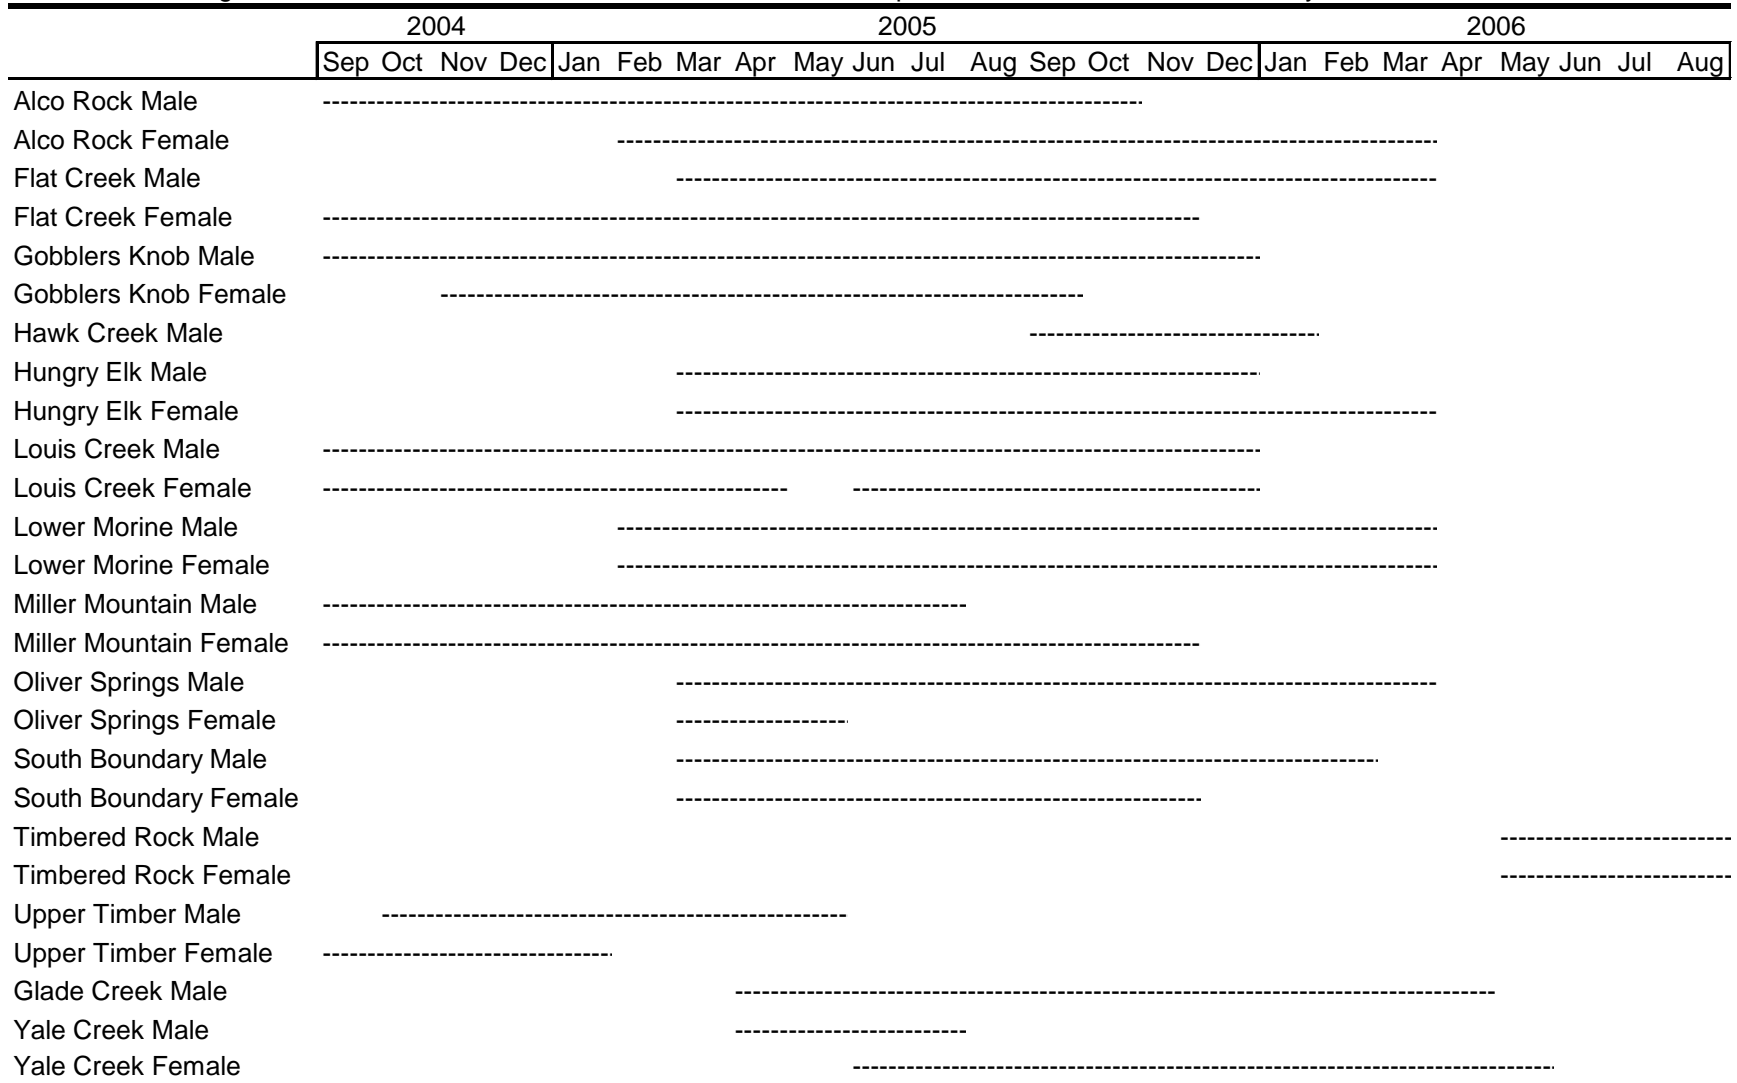 2004 2005 2006
Sep Oct Nov Dec Jan Feb Mar Apr May Jun Jul Aug Sep Oct Nov Dec Jan Feb Mar Apr May Jun Jul Aug
Alco Rock Male
Alco Rock Female
Flat Creek Male
Flat Creek Female
Gobblers Knob Male
Gobblers Knob Female
Hawk Creek Male
Hungry Elk Male
Hungry Elk Female
Louis Creek Male
Louis Creek Female
Lower Morine Male
Lower Morine Female
Miller Mountain Male
Miller Mountain Female
Oliver Springs Male
Oliver Springs Female
South Boundary Male
South Boundary Female
Timbered Rock Male
Timbered Rock Female
Upper Timber Male
Upper Timber Female
Glade Creek Male
Yale Creek Male
Yale Creek Female